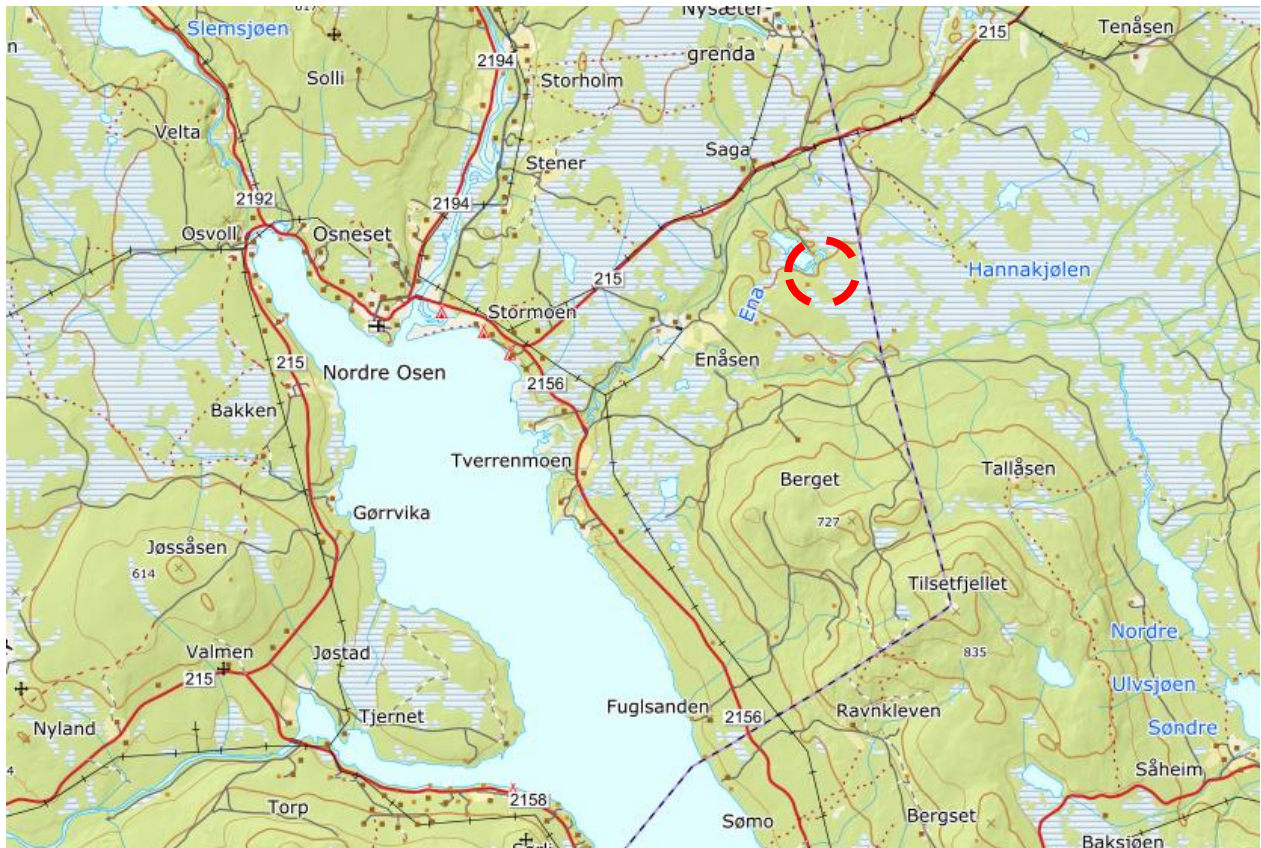 Nysæter-
grenda
Slemsjøen
Tenåsen
215
Solli
2194
Storholm
Velta
Saga
Stener
2192
2194
Osvoll
Osneset
Hannakjølen
215
Ena
Stormoen
215
Nordre Osen
Enåsen
2156
Bakken
Tverrenmoen
Tallåsen
Berget
Gørrvika
727
Jøssåsen
614
Tilsetfjellet
Nordre
Valmen
Jøstad
835
215
Ulvsjøen
Fuglsanden
Ravnkleven
Tjernet
2156
Nyland
Søndre
Såheim
2158
Torp
Sømo
Bergset
Baksjøen